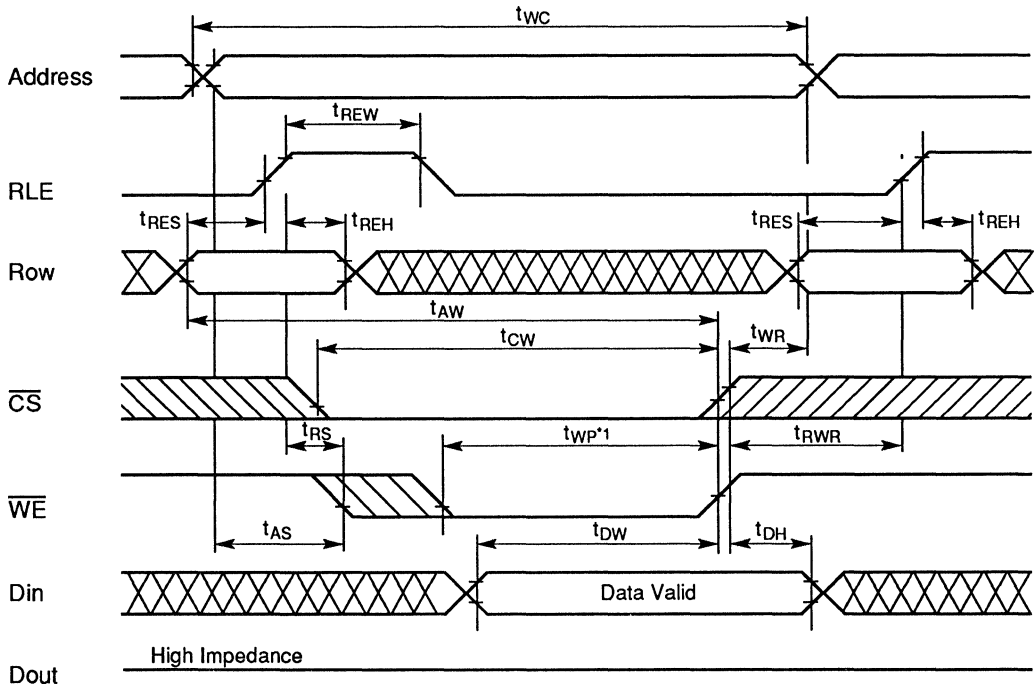 tWC
Address
tREW
RLE
tRES
tREH
tRES
tREH
Row
tAW
tCW
tWR
CS
tRS
tWP*1
tRWR
WE
tAS
tDW
tDH
Din
Data Valid
High Impedance
Dout